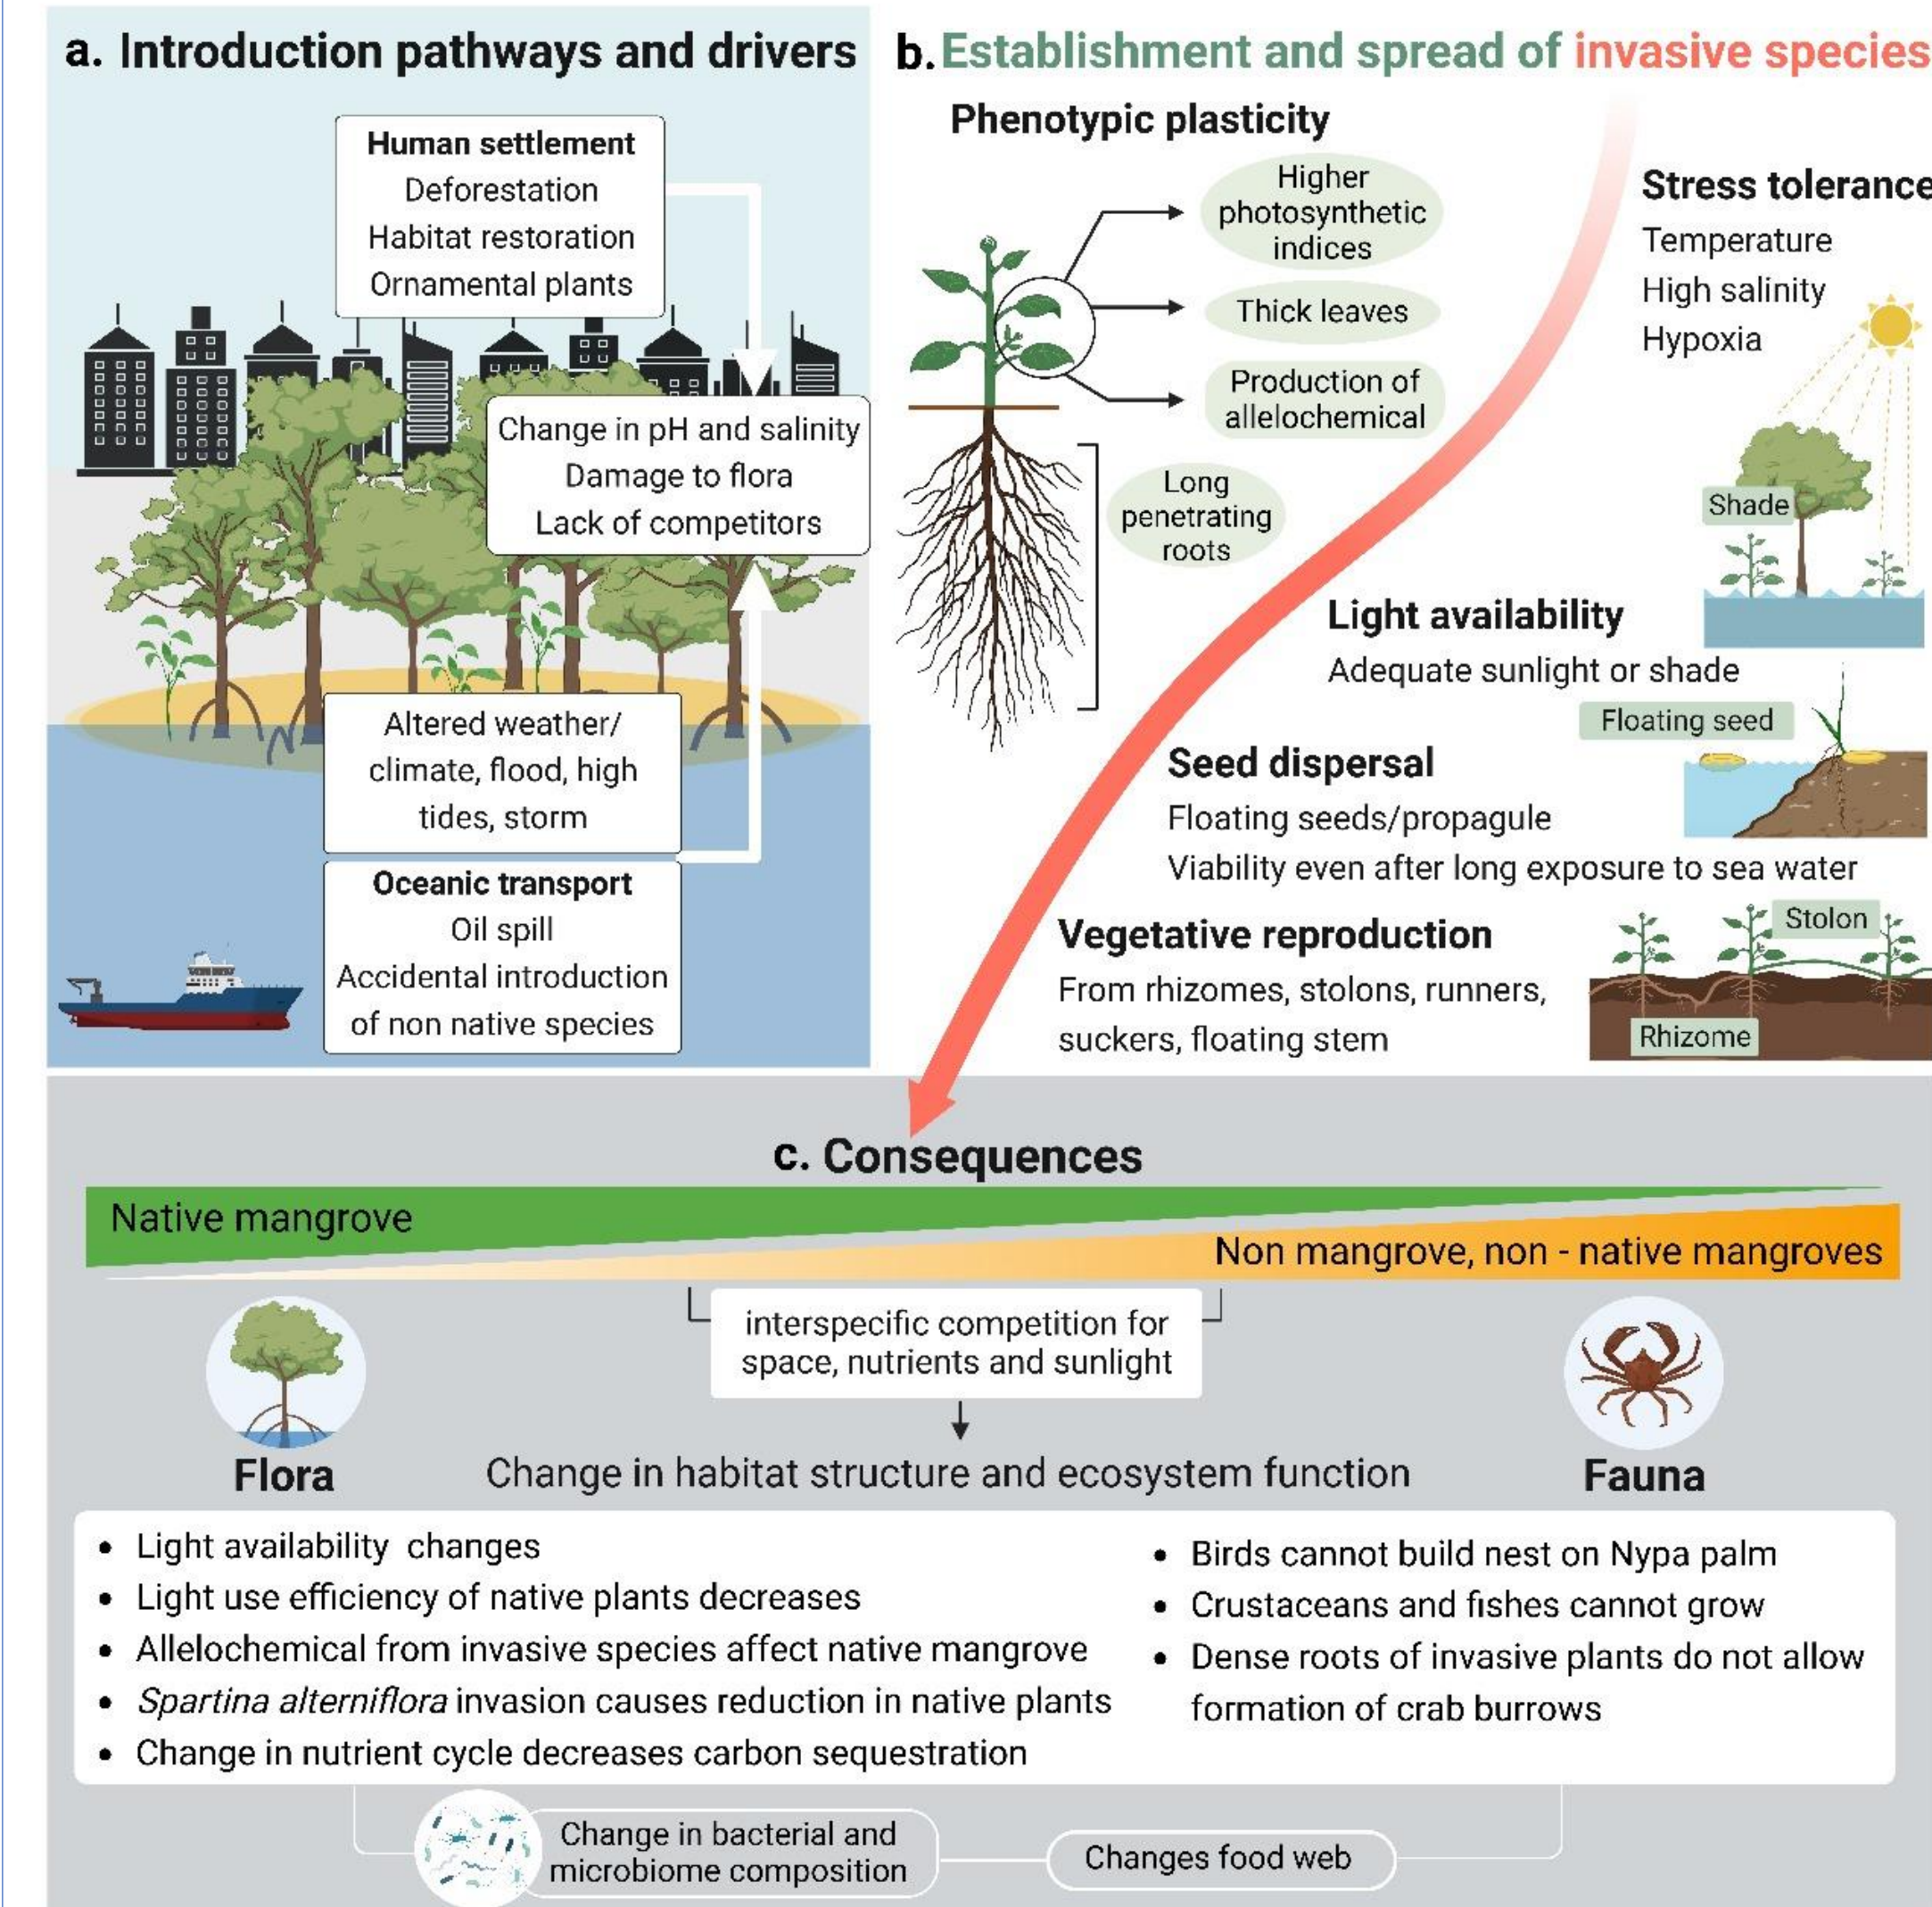 a. Introduction pathways and drivers
Human settlement
Deforestation
Habitat restoration
Ornamental plants
Change in pH and salinity
Damage to flora
Lack of competitors
Altered weather/
climate, flood, high
tides, storm
Oceanic transport
Oil spill
Accidental introduction
of non native species
b. Establishment and spread of invasive species
Phenotypic plasticity
Higher
photosynthetic
indices
Thick leaves
Production of
allelochemical
Long
penetrating
roots
Stress tolerance
Temperature
High salinity
Hypoxia
Shade
Light availability
Adequate sunlight or shade
Floating seed
Seed dispersal
Floating seeds/propagule
Viability even after long exposure to sea water
Vegetative reproduction
From rhizomes, stolons, runners,
suckers, floating stem
Stolon
Rhizome
c. Consequences
Native mangrove
Non mangrove, non - native mangroves
interspecific competition for
space, nutrients and sunlight
Flora
Change in habitat structure and ecosystem function
Fauna
• Light availability changes
• Light use efficiency of native plants decreases
• Allelochemical from invasive species affect native mangrove
• Spartina alterniflora invasion causes reduction in native plants
• Change in nutrient cycle decreases carbon sequestration
• Birds cannot build nest on Nypa palm
• Crustaceans and fishes cannot grow
• Dense roots of invasive plants do not allow
formation of crab burrows
Change in bacterial and
microbiome composition
Changes food web